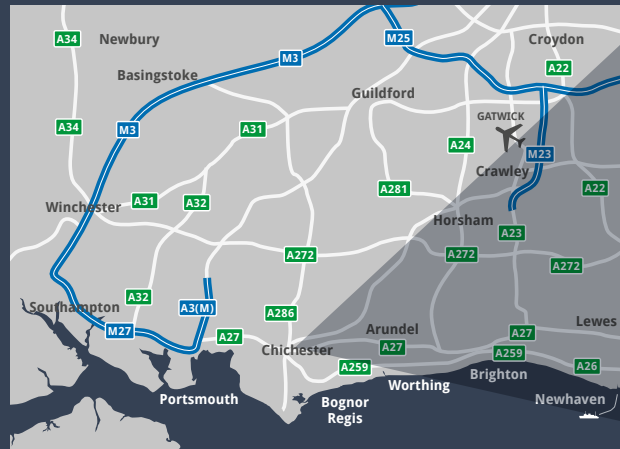 M25
A34
Newbury
Croydon
M3
A22
Basingstoke
Guildford
GATWICK
A34
M3
A31
A24
M23
Crawley
A281
A22
Winchester
A31
A32
Horsham
A23
A272
A272
A272
A32
Southampton
A3(M)
A286
M27
A27
Arundel
A27
A27
Lewes
Chichester
A259
A259
A26
Brighton
Worthing
Portsmouth
Bognor
Regis
Newhaven